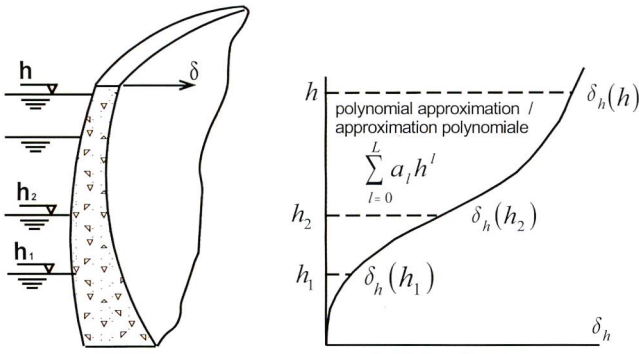 h
δ
h₂
h₁
h
δₕ(h)
polynomial approximation /
approximation polynomiale
L
∑ aₗhˡ
l=0
h₂
δₕ(h₂)
h₁
δₕ(h₁)
δₕ